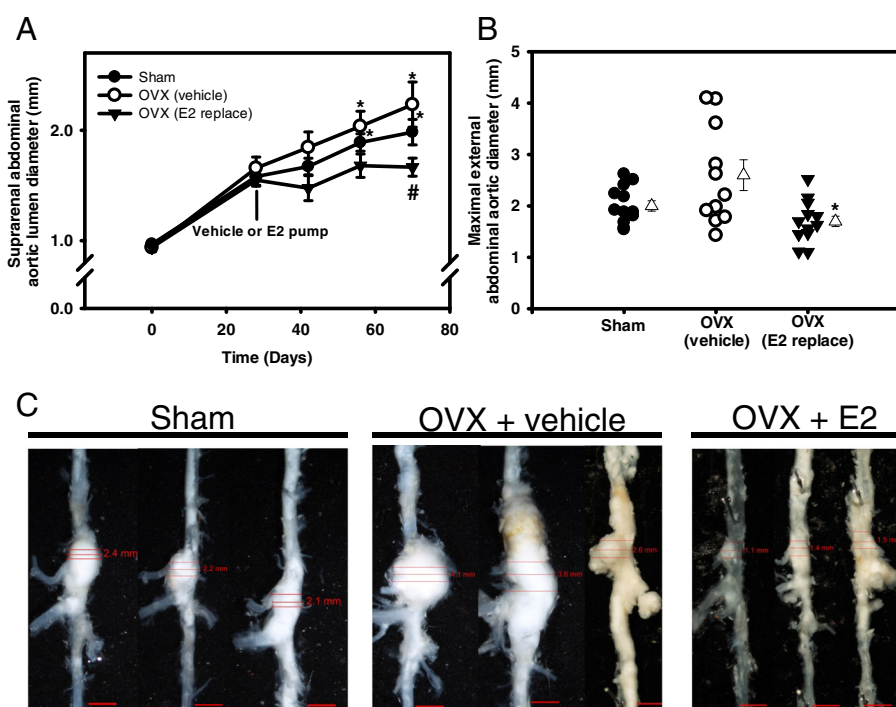 A
Suprarenal abdominal
aortic lumen diameter (mm)
2.0
1.0
0.0
Sham
OVX (vehicle)
OVX (E2 replace)
*
*
*
*
#
Vehicle or E2 pump
0
20
40
60
80
Time (Days)
B
Maximal external
abdominal aortic diameter (mm)
5
4
3
2
1
0
*
Sham
OVX
(vehicle)
OVX
(E2 replace)
C
Sham
OVX + vehicle
OVX + E2
2.4 mm
2.2 mm
2.1 mm
3.6 mm
2.6 mm
1.1 mm
1.4 mm
1.5 m